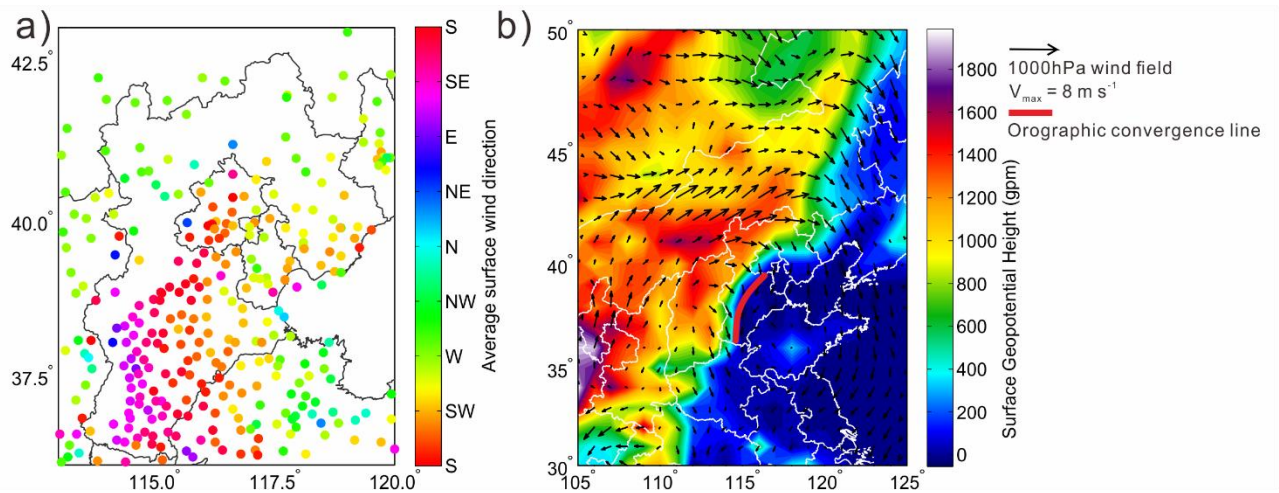 a)
42.5°
40.0°
37.5°
115.0°
117.5°
120.0°
S
SE
E
NE
N
NW
W
SW
S
Average surface wind direction
b)
50°
45°
40°
35°
30°
105°
110°
115°
120°
125°
1800
1600
1400
1200
1000
800
600
400
200
0
Surface Geopotential Height (gpm)
1000hPa wind field
Vmax = 8 m s-1
Orographic convergence line